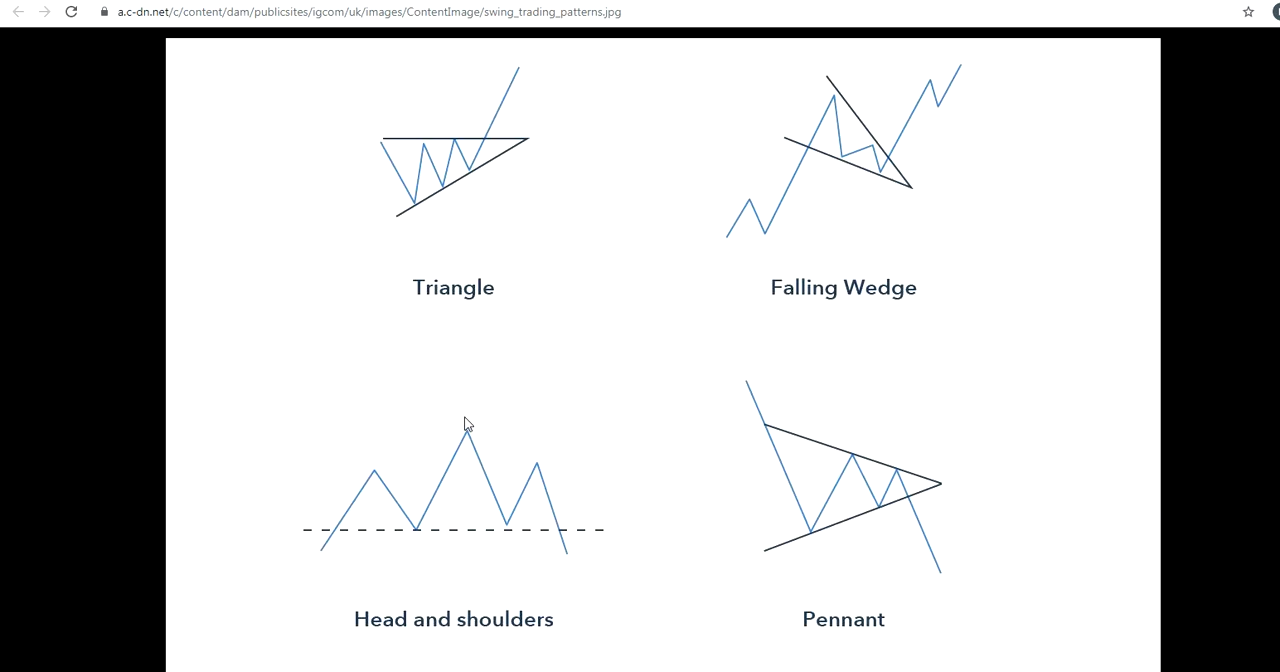 a.c-dn.net/c/content/dam/publicsites/igcom/uk/images/ContentImage/swing_trading_patterns.jpg
Triangle
Falling Wedge
Head and shoulders
Pennant